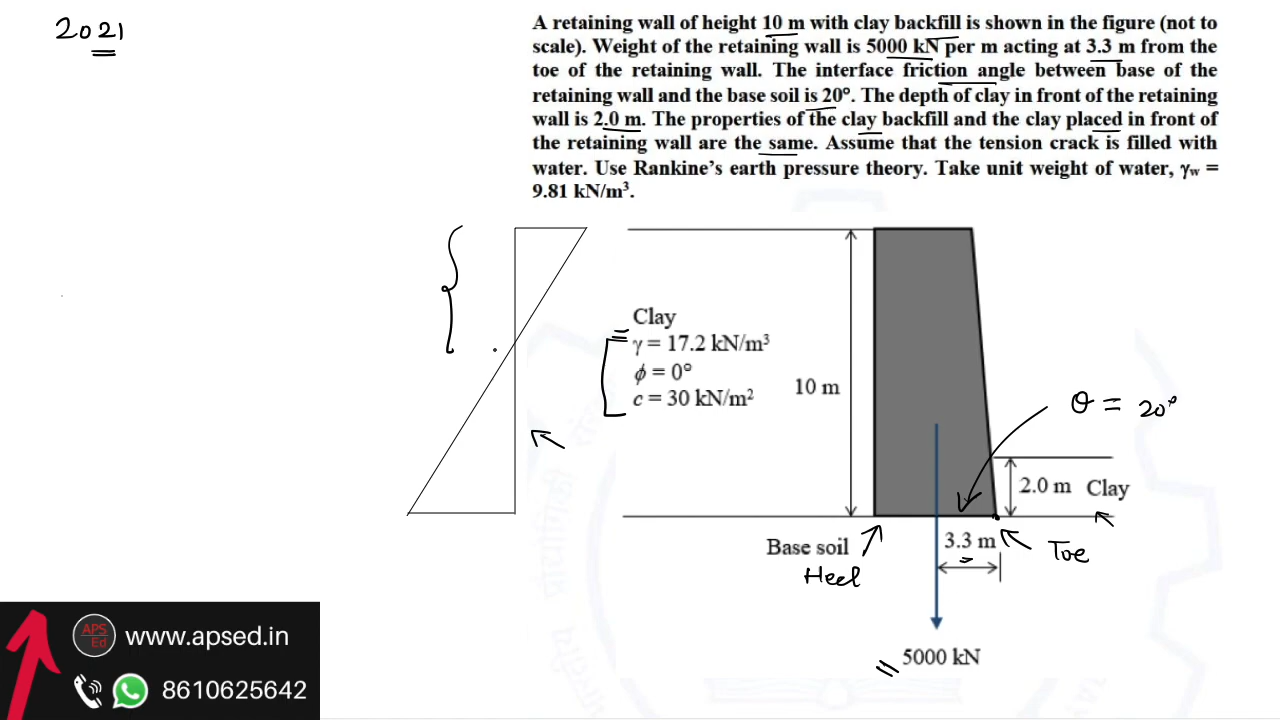 2021
A retaining wall of height 10 m with clay backfill is shown in the figure (not to
scale). Weight of the retaining wall is 5000 kN per m acting at 3.3 m from the
toe of the retaining wall. The interface friction angle between base of the
retaining wall and the base soil is 20°. The depth of clay in front of the retaining
wall is 2.0 m. The properties of the clay backfill and the clay placed in front of
the retaining wall are the same. Assume that the tension crack is filled with
water. Use Rankine's earth pressure theory. Take unit weight of water, γw =
9.81 kN/m³.
Clay
γ = 17.2 kN/m³
ϕ = 0°
c = 30 kN/m²
10 m
θ = 20°
2.0 m Clay
Base soil
Heel
3.3 m
Toe
5000 kN
APS
Ed
www.apsed.in
8610625642